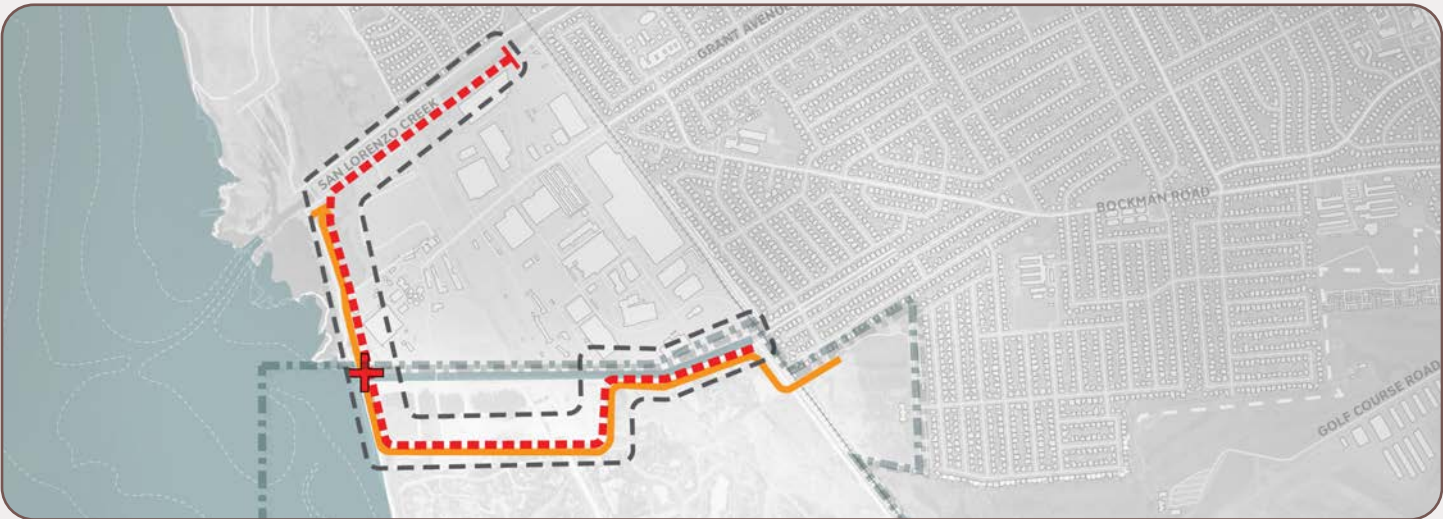 GRANT AVENUE
SAN LORENZO CREEK
BOCKMAN ROAD
GOLF COURSE ROAD